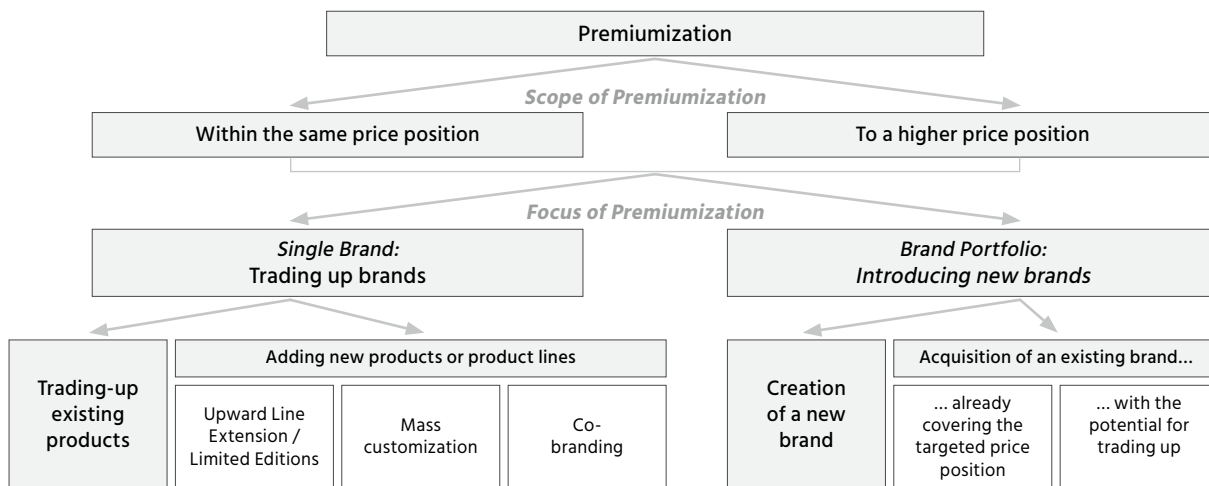 Premiumization
Scope of Premiumization
Within the same price position
To a higher price position
Focus of Premiumization
Single Brand:
Trading up brands
Brand Portfolio:
Introducing new brands
Trading-up
existing
products
Adding new products or product lines
Upward Line
Extension /
Limited Editions
Mass
customization
Co-
branding
Creation
of a new
brand
Acquisition of an existing brand…
… already
covering the
targeted price
position
… with the
potential for
trading up